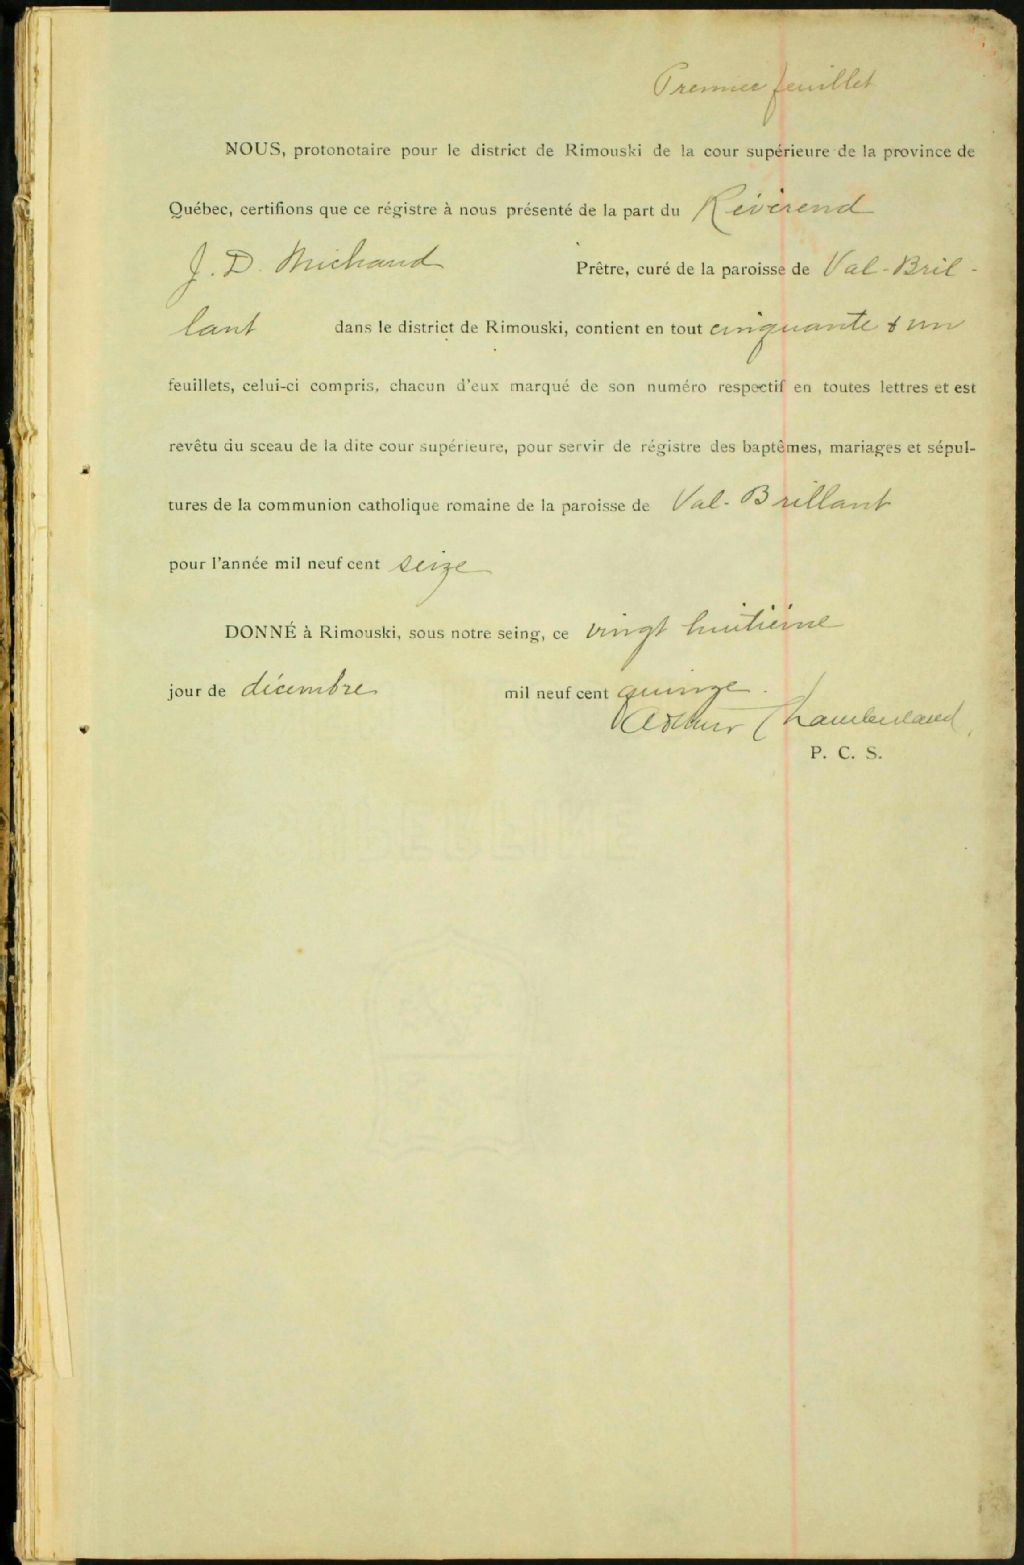 Premier feuillet
NOUS, protonotaire pour le district de Rimouski de la cour supérieure de la province de
Québec, certifions que ce régistre à nous présenté de la part du Révérend
J. D. Michaud Prêtre, curé de la paroisse de Val-Bril-
lant dans le district de Rimouski, contient en tout cinquante & un
feuillets, celui-ci compris, chacun d'eux marqué de son numéro respectif en toutes lettres et est
revêtu du sceau de la dite cour supérieure, pour servir de régistre des baptêmes, mariages et sépul-
tures de la communion catholique romaine de la paroisse de Val-Brillant
pour l'année mil neuf cent seize
DONNÉ à Rimouski, sous notre seing, ce vingt huitième
jour de décembre mil neuf cent quinze.
Arthur Chamberland
P. C. S.